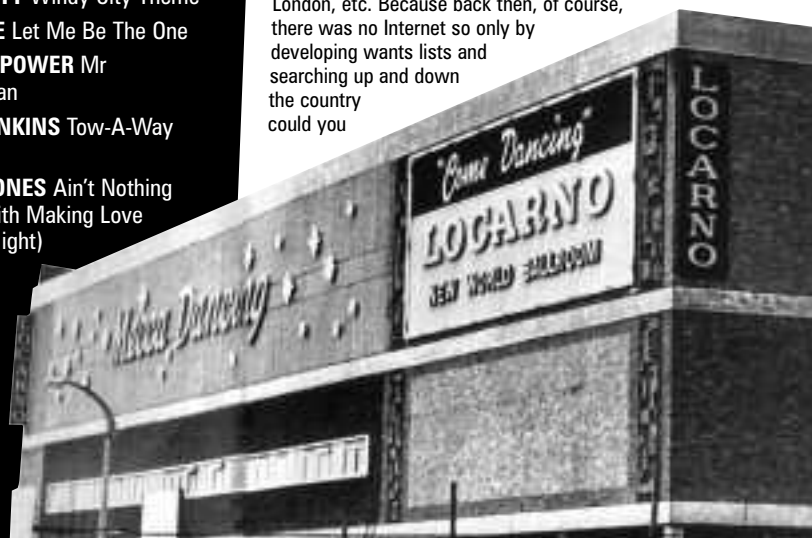 Windy City Theme
E Let Me Be The One
POWER Mr
an
NKINS Tow-A-Way
ONES Ain't Nothing
ith Making Love
ight)
London, etc. Because back then, of course,
there was no Internet so only by
developing wants lists and
searching up and down
the country
could you
Mecca Dancing
"Come Dancing"
LOCARNO
NEW WORLD BALLROOM
LOCARNO